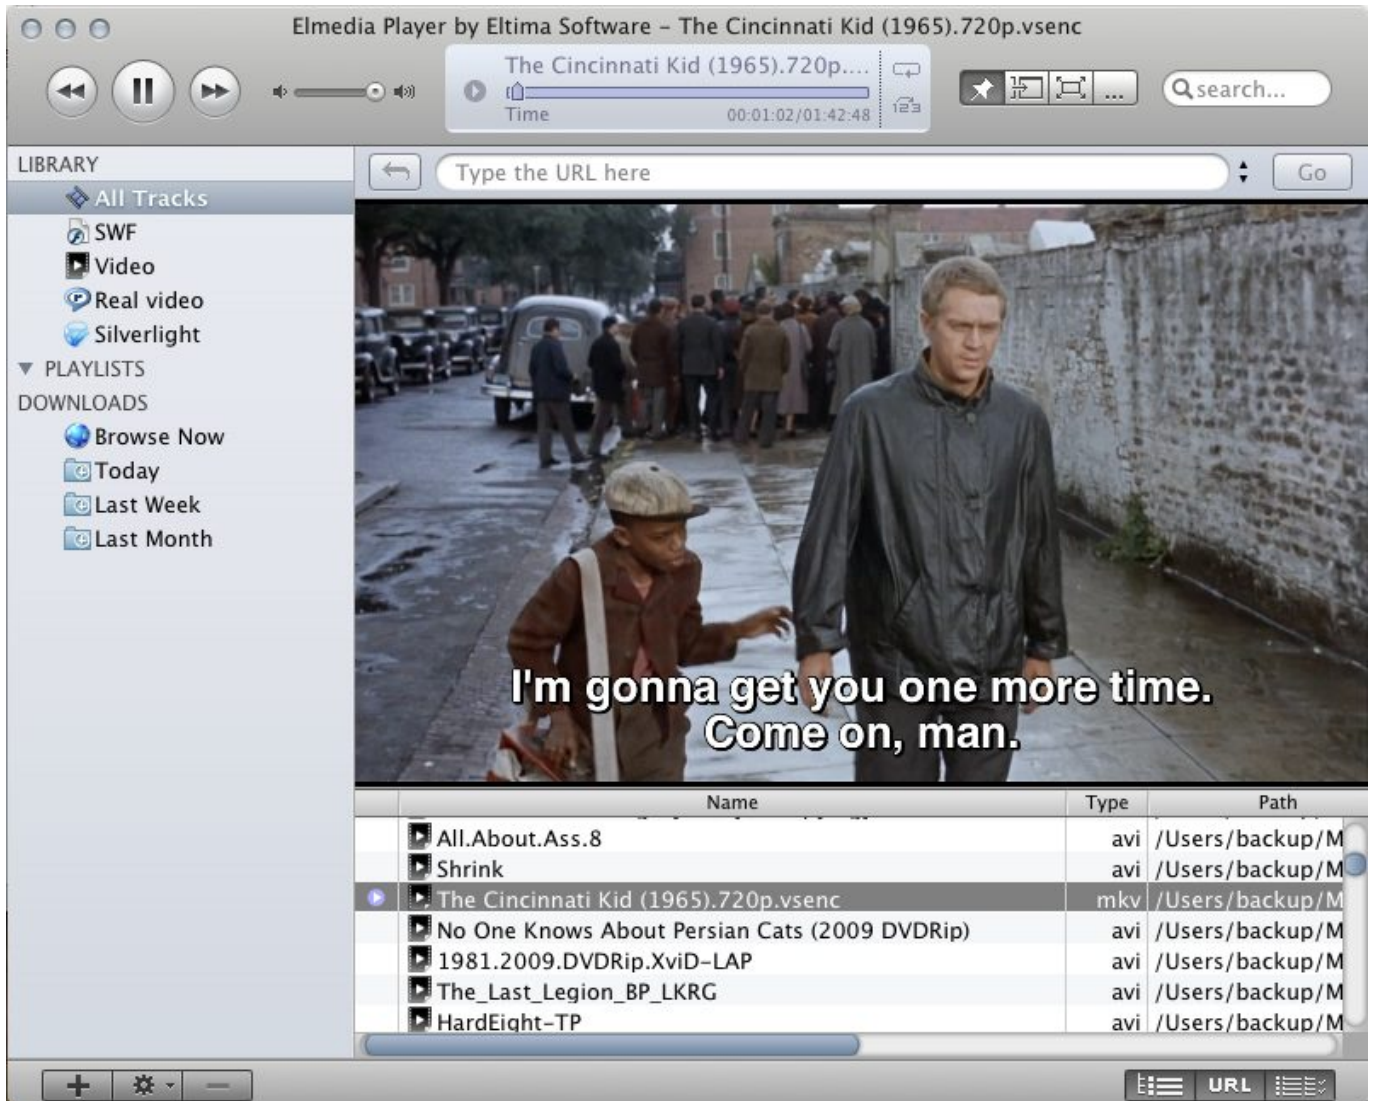 Elmedia Player by Eltima Software – The Cincinnati Kid (1965).720p.vsenc
The Cincinnati Kid (1965).720p....
Time 00:01:02/01:42:48
...
search...
LIBRARY
All Tracks
SWF
Video
Real video
Silverlight
PLAYLISTS
DOWNLOADS
Browse Now
Today
Last Week
Last Month
Type the URL here
Go
I'm gonna get you one more time.
Come on, man.
Name Type Path
All.About.Ass.8 avi /Users/backup/M
Shrink avi /Users/backup/M
The Cincinnati Kid (1965).720p.vsenc mkv /Users/backup/M
No One Knows About Persian Cats (2009 DVDRip) avi /Users/backup/M
1981.2009.DVDRip.XviD-LAP avi /Users/backup/M
The_Last_Legion_BP_LKRG avi /Users/backup/M
HardEight-TP avi /Users/backup/M
URL